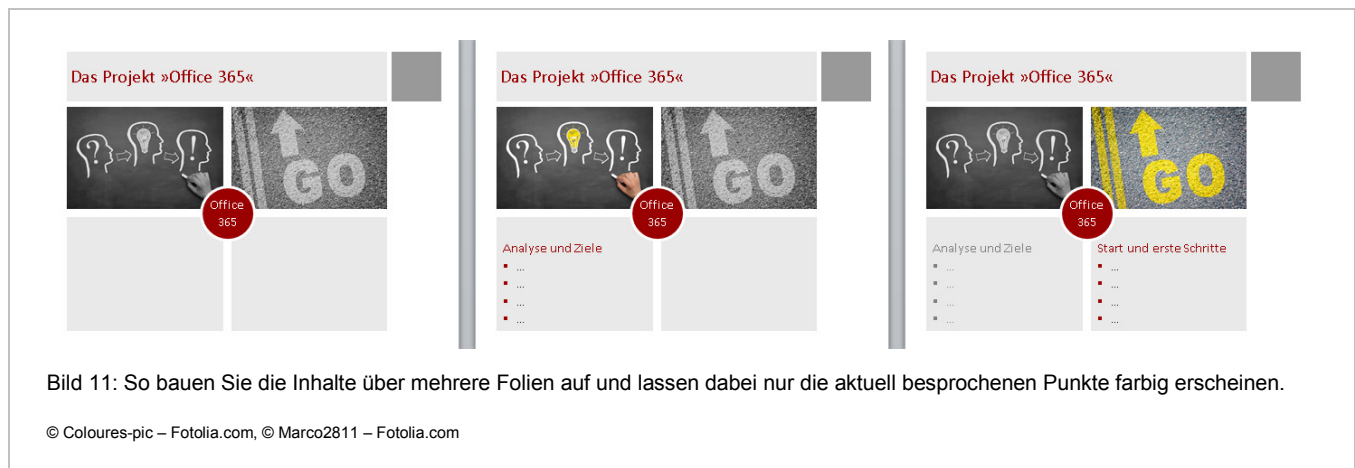 Das Projekt »Office 365«
GO
Office
365
Das Projekt »Office 365«
GO
Office
365
Analyse und Ziele
...
...
...
...
Das Projekt »Office 365«
GO
Office
365
Analyse und Ziele
...
...
...
...
Start und erste Schritte
...
...
...
...
Bild 11: So bauen Sie die Inhalte über mehrere Folien auf und lassen dabei nur die aktuell besprochenen Punkte farbig erscheinen.
© Coloures-pic – Fotolia.com, © Marco2811 – Fotolia.com